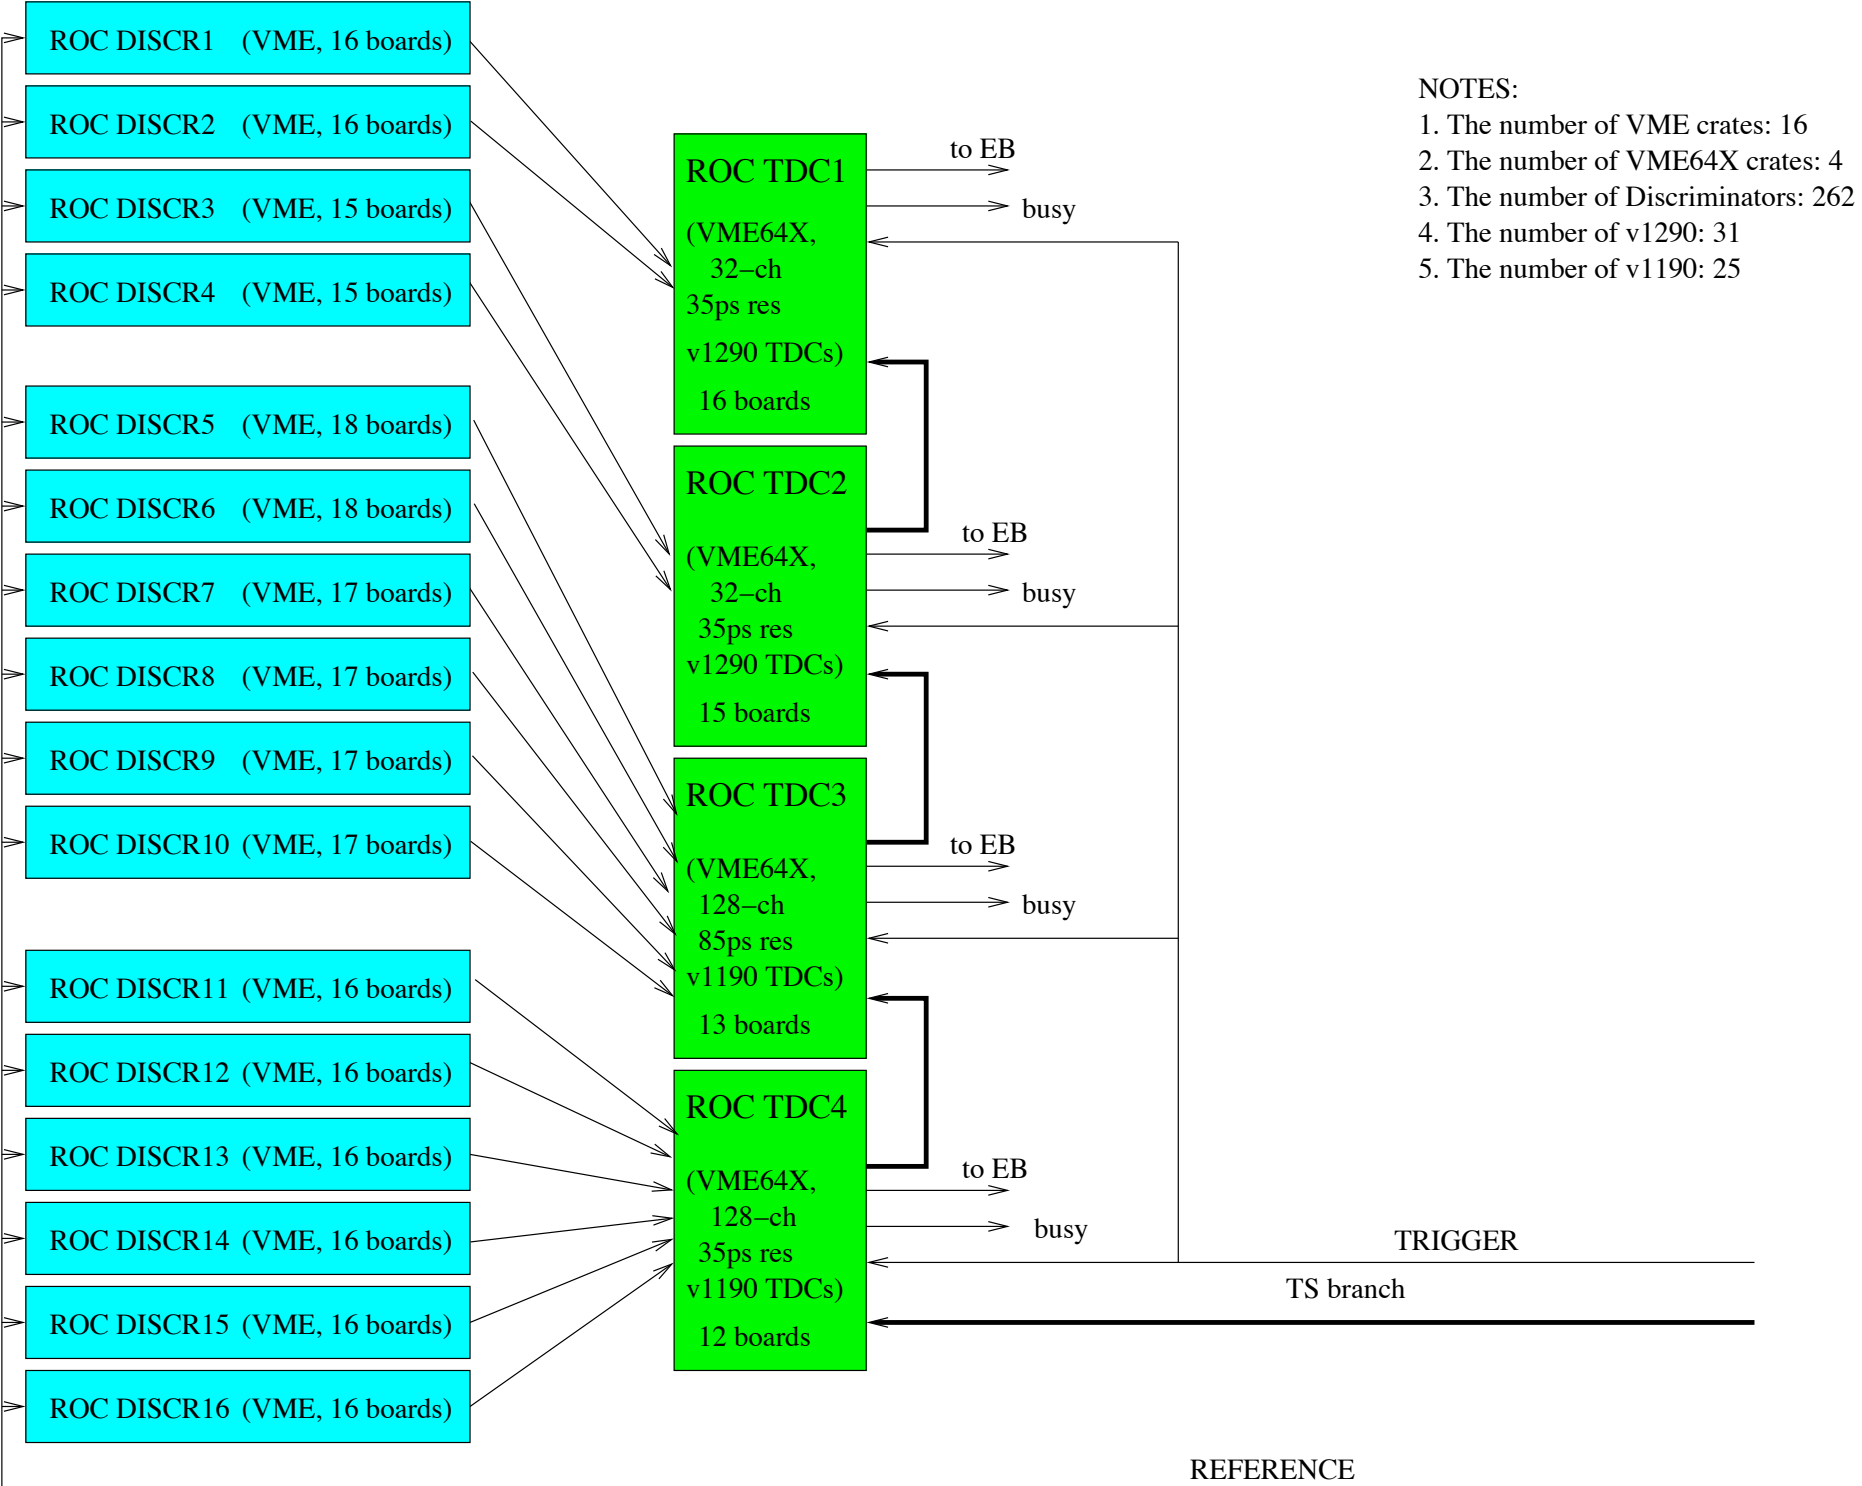 ROC DISCR1 (VME, 16 boards)
ROC DISCR2 (VME, 16 boards)
ROC DISCR3 (VME, 15 boards)
ROC DISCR4 (VME, 15 boards)
ROC DISCR5 (VME, 18 boards)
ROC DISCR6 (VME, 18 boards)
ROC DISCR7 (VME, 17 boards)
ROC DISCR8 (VME, 17 boards)
ROC DISCR9 (VME, 17 boards)
ROC DISCR10 (VME, 17 boards)
ROC DISCR11 (VME, 16 boards)
ROC DISCR12 (VME, 16 boards)
ROC DISCR13 (VME, 16 boards)
ROC DISCR14 (VME, 16 boards)
ROC DISCR15 (VME, 16 boards)
ROC DISCR16 (VME, 16 boards)
ROC TDC1
(VME64X,
32−ch
35ps res
v1290 TDCs)
16 boards
to EB
busy
ROC TDC2
(VME64X,
32−ch
35ps res
v1290 TDCs)
15 boards
to EB
busy
ROC TDC3
(VME64X,
128−ch
85ps res
v1190 TDCs)
13 boards
to EB
busy
ROC TDC4
(VME64X,
128−ch
35ps res
v1190 TDCs)
12 boards
to EB
busy
NOTES:
1. The number of VME crates: 16
2. The number of VME64X crates: 4
3. The number of Discriminators: 262
4. The number of v1290: 31
5. The number of v1190: 25
TRIGGER
TS branch
REFERENCE